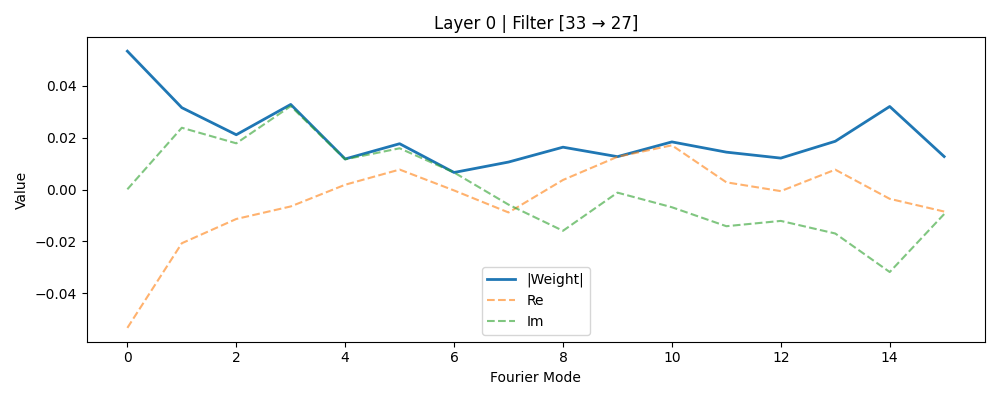 Layer 0 | Filter [33 → 27]
Value
0.04
0.02
0.00
−0.02
−0.04
|Weight|
Re
Im
0 2 4 6 8 10 12 14
Fourier Mode